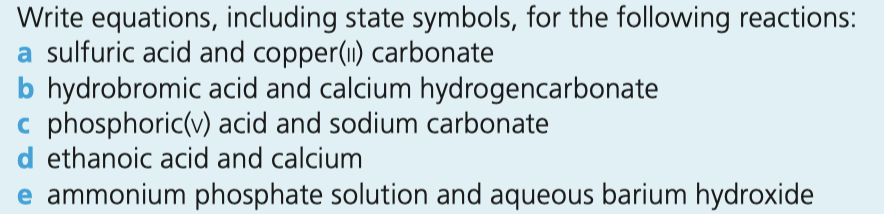 Write equations, including state symbols, for the following reactions:
a sulfuric acid and copper(II) carbonate
b hydrobromic acid and calcium hydrogencarbonate
c phosphoric(V) acid and sodium carbonate
d ethanoic acid and calcium
e ammonium phosphate solution and aqueous barium hydroxide